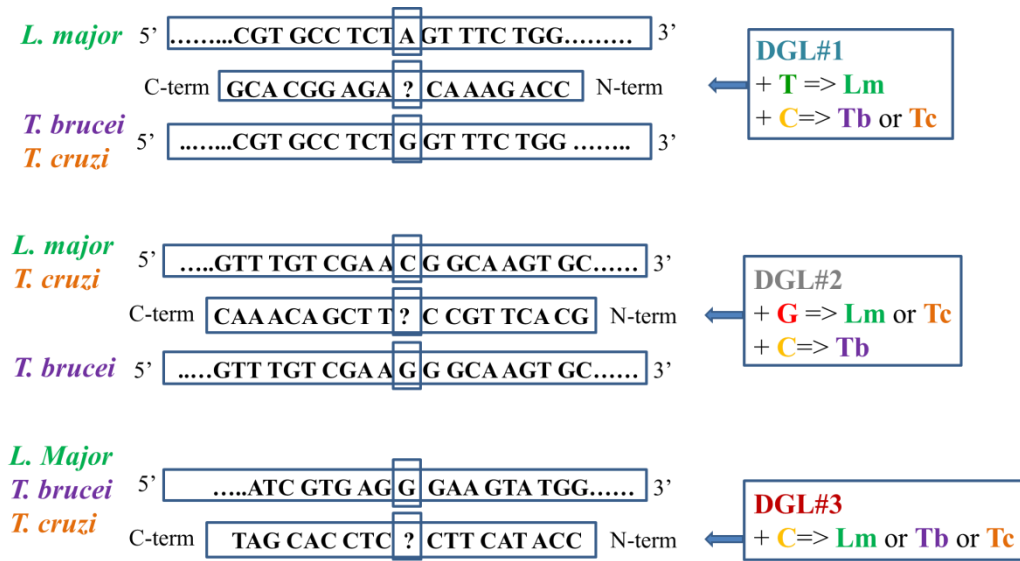 L. major 5’ ……...CGT GCC TCT A GT TTC TGG……… 3’
C-term GCA CGG AGA ? CA AAG ACC N-term
T. brucei
T. cruzi
5’ ..…...CGT GCC TCT G GT TTC TGG …….. 3’
DGL#1
+ T => Lm
+ C=> Tb or Tc
L. major
T. cruzi
5’ …..GTT TGT CGAA C G GCA AGT GC…… 3’
C-term CAA ACA GCT T ? C CGT TCA CG N-term
T. brucei 5’ ..…GTT TGT CGAA G G GCA AGT GC…… 3’
DGL#2
+ G => Lm or Tc
+ C=> Tb
L. Major
T. brucei
T. cruzi
5’ …..ATC GTG AG G GAA GTA TGG…… 3’
C-term TAG CAC CTC ? CTT CAT ACC N-term
DGL#3
+ C=> Lm or Tb or Tc